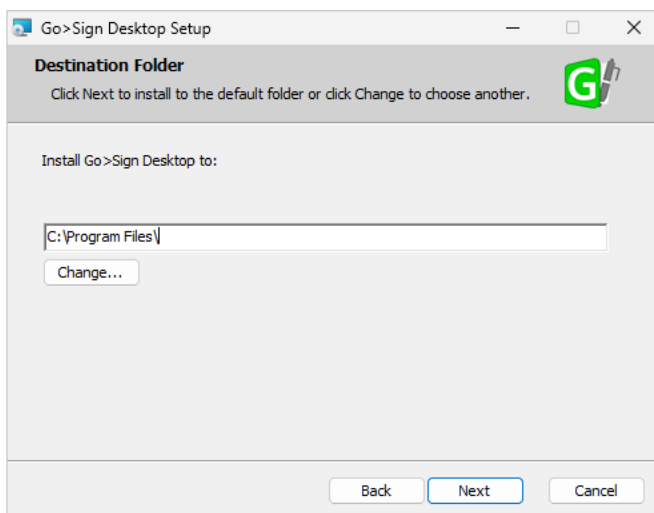 Go>Sign Desktop Setup
Destination Folder
Click Next to install to the default folder or click Change to choose another.
G
Install Go>Sign Desktop to:
C:\Program Files\
Change...
Back
Next
Cancel